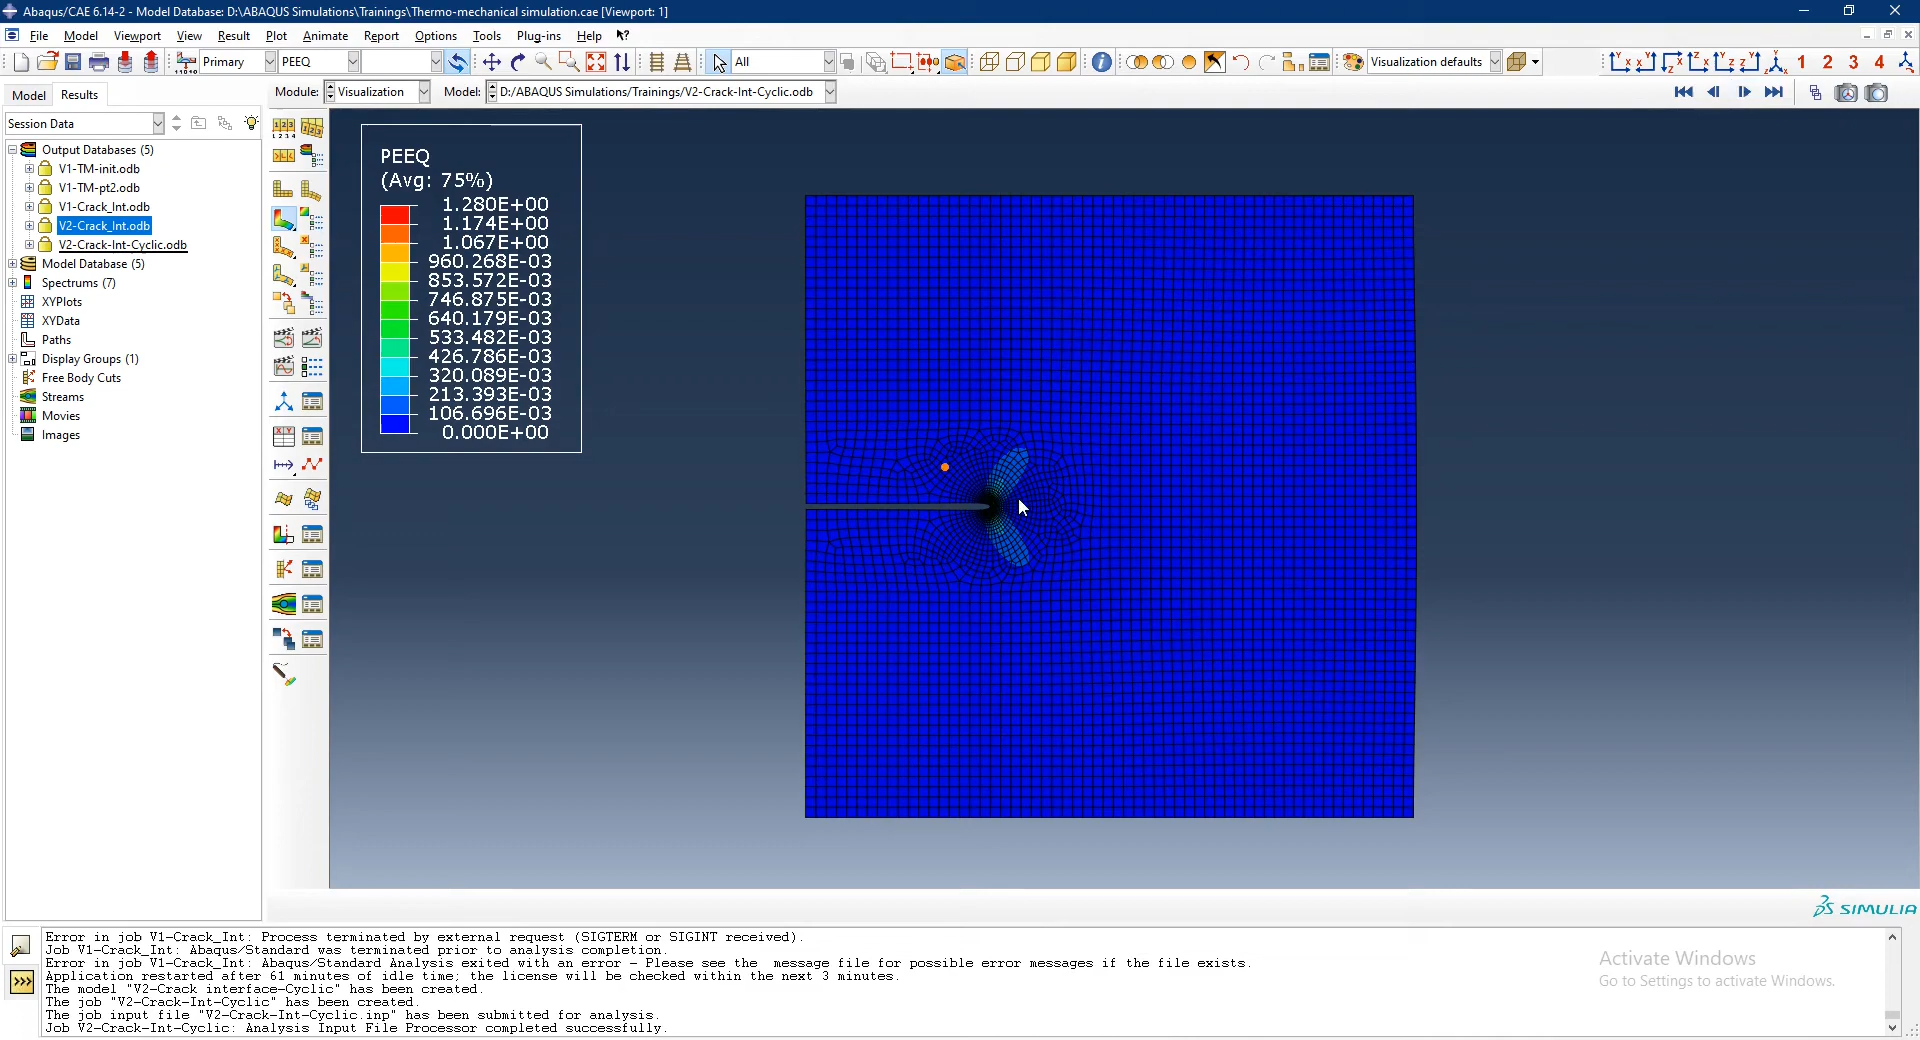 Abaqus/CAE 6.14-2 - Model Database: D:\ABAQUS Simulations\Trainings\Thermo-mechanical simulation.cae [Viewport: 1]
File Model Viewport View Result Plot Animate Report Options Tools Plug-ins Help
Primary PEEQ All Visualization defaults 1 2 3 4
Model Results Module: Visualization Model: D:/ABAQUS Simulations/Trainings/V2-Crack-Int-Cyclic.odb
Session Data
Output Databases (5)
V1-TM-init.odb
V1-TM-pt2.odb
V1-Crack_Int.odb
V2-Crack_Int.odb
V2-Crack-Int-Cyclic.odb
Model Database (5)
Spectrums (7)
XYPlots
XYData
Paths
Display Groups (1)
Free Body Cuts
Streams
Movies
Images
PEEQ
(Avg: 75%)
1.280E+00
1.174E+00
1.067E+00
960.268E-03
853.572E-03
746.875E-03
640.179E-03
533.482E-03
426.786E-03
320.089E-03
213.393E-03
106.696E-03
0.000E+00
SIMULIA
Error in job V1-Crack_Int: Process terminated by external request (SIGTERM or SIGINT received).
Job V1-Crack_Int: Abaqus/Standard was terminated prior to analysis completion.
Error in job V1-Crack_Int: Abaqus/Standard Analysis exited with an error - Please see the message file for possible error messages if the file exists.
Application restarted after 61 minutes of idle time; the license will be checked within the next 3 minutes.
The model "V2-Crack interface-Cyclic" has been created.
The job "V2-Crack-Int-Cyclic" has been created.
The job input file "V2-Crack-Int-Cyclic.inp" has been submitted for analysis.
Job V2-Crack-Int-Cyclic: Analysis Input File Processor completed successfully.
Activate Windows
Go to Settings to activate Windows.